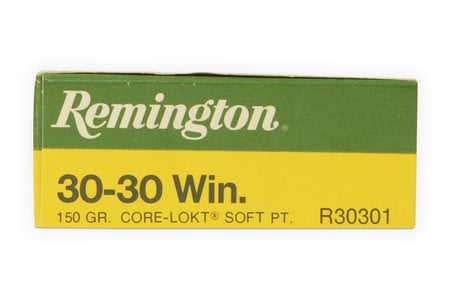 Remington®
30-30 Win.
150 GR. CORE-LOKT® SOFT PT. R30301